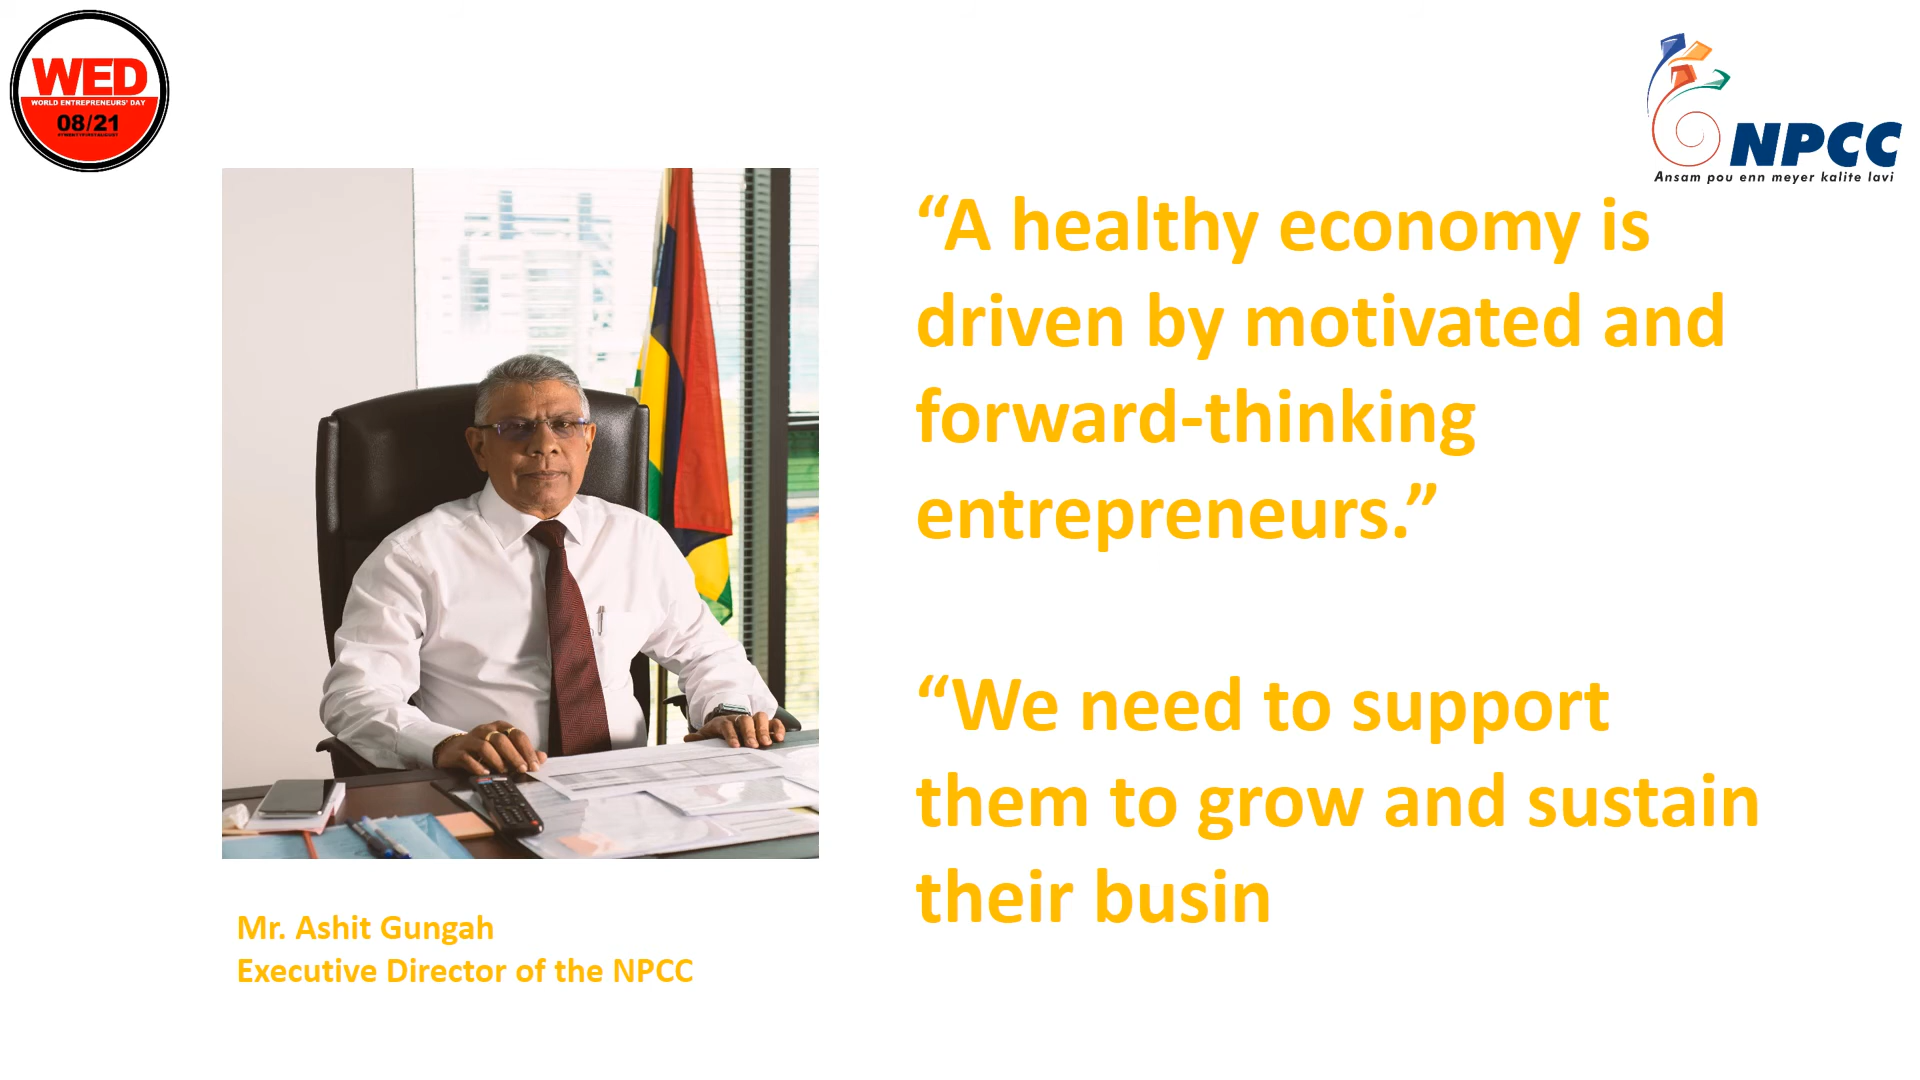 WED
WORLD ENTREPRENEURS' DAY
08/21
NPCC
Ansam pou enn meyer kalite lavi
“A healthy economy is
driven by motivated and
forward-thinking
entrepreneurs.”
“We need to support
them to grow and sustain
their busin
Mr. Ashit Gungah
Executive Director of the NPCC